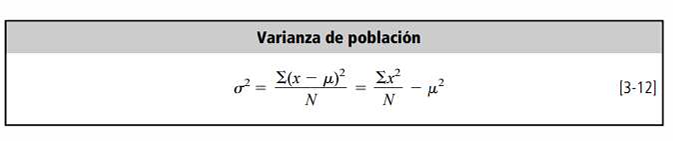 Varianza de población
σ² = Σ(x − μ)² / N = Σx² / N − μ² [3-12]